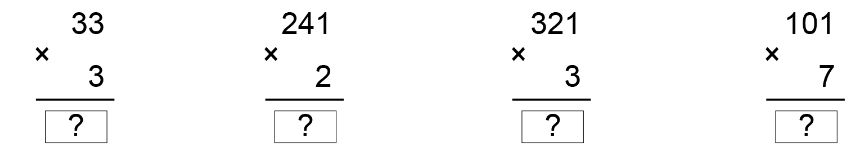 33 241 321 101
× × × ×
3 2 3 7
? ? ? ?